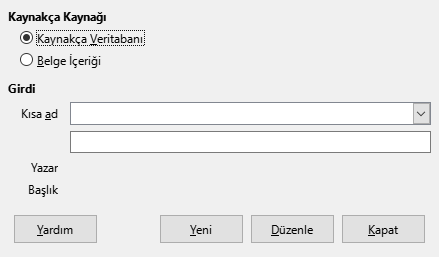 Kaynakça Kaynağı
Kaynakça Veritabanı
Belge İçeriği
Girdi
Kısa ad
Yazar
Başlık
Yardım Yeni Düzenle Kapat